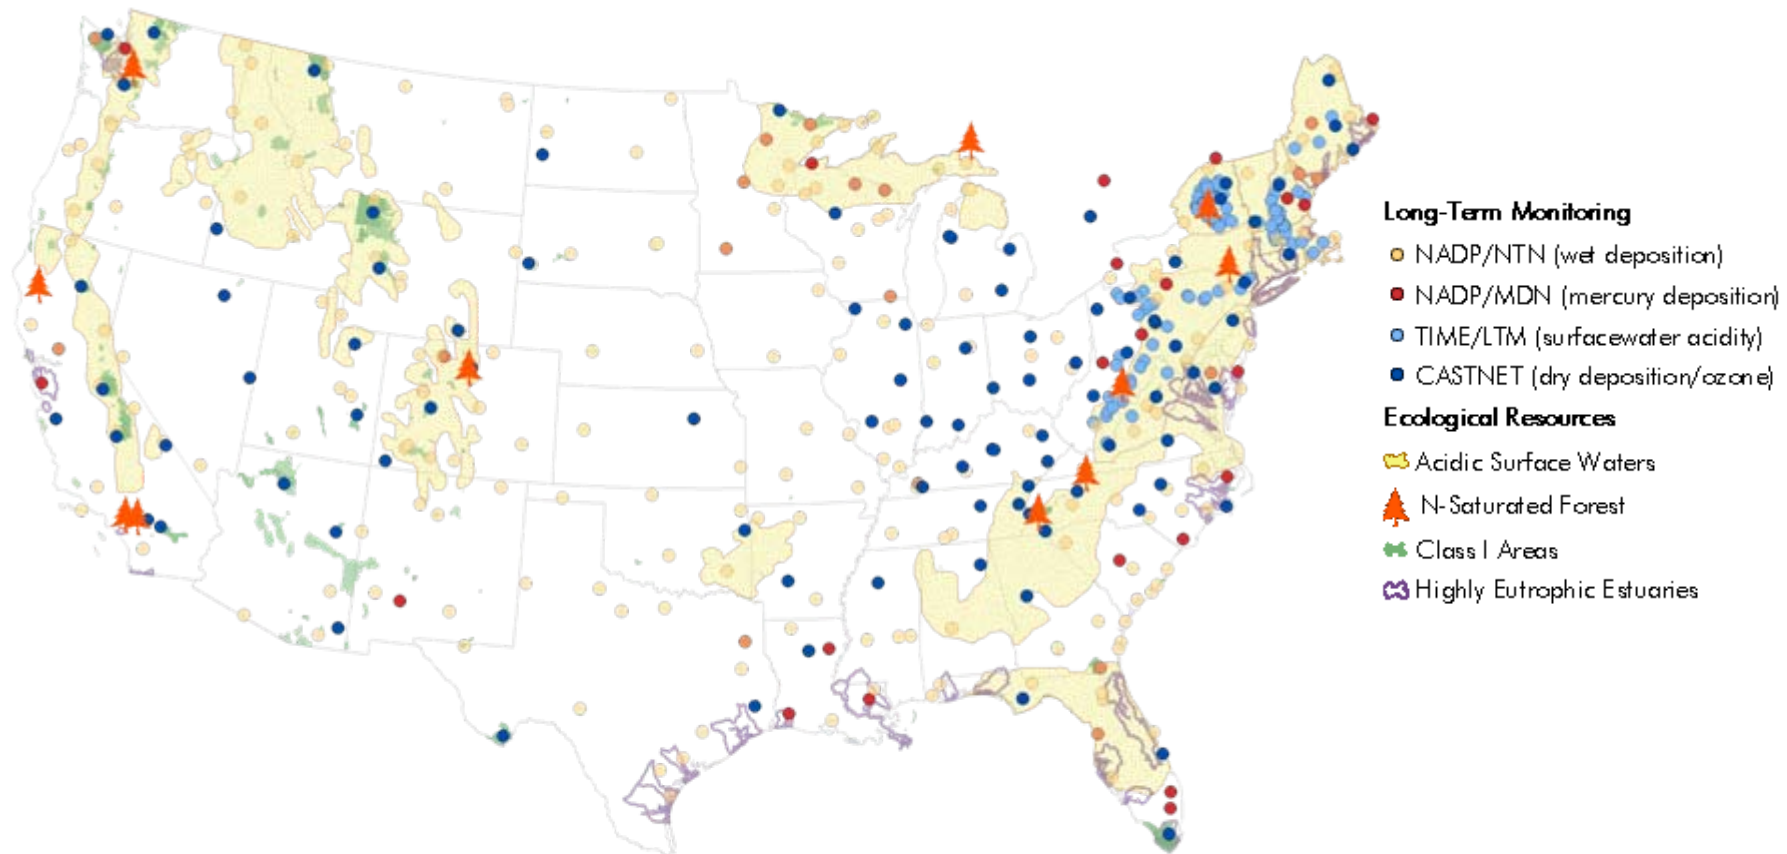 Long-Term Monitoring
NADP/NTN (wet deposition)
NADP/MDN (mercury deposition)
TIME/LTM (surfacewater acidity)
CASTNET (dry deposition/ozone)
Ecological Resources
Acidic Surface Waters
N-Saturated Forest
Class I Areas
Highly Eutrophic Estuaries